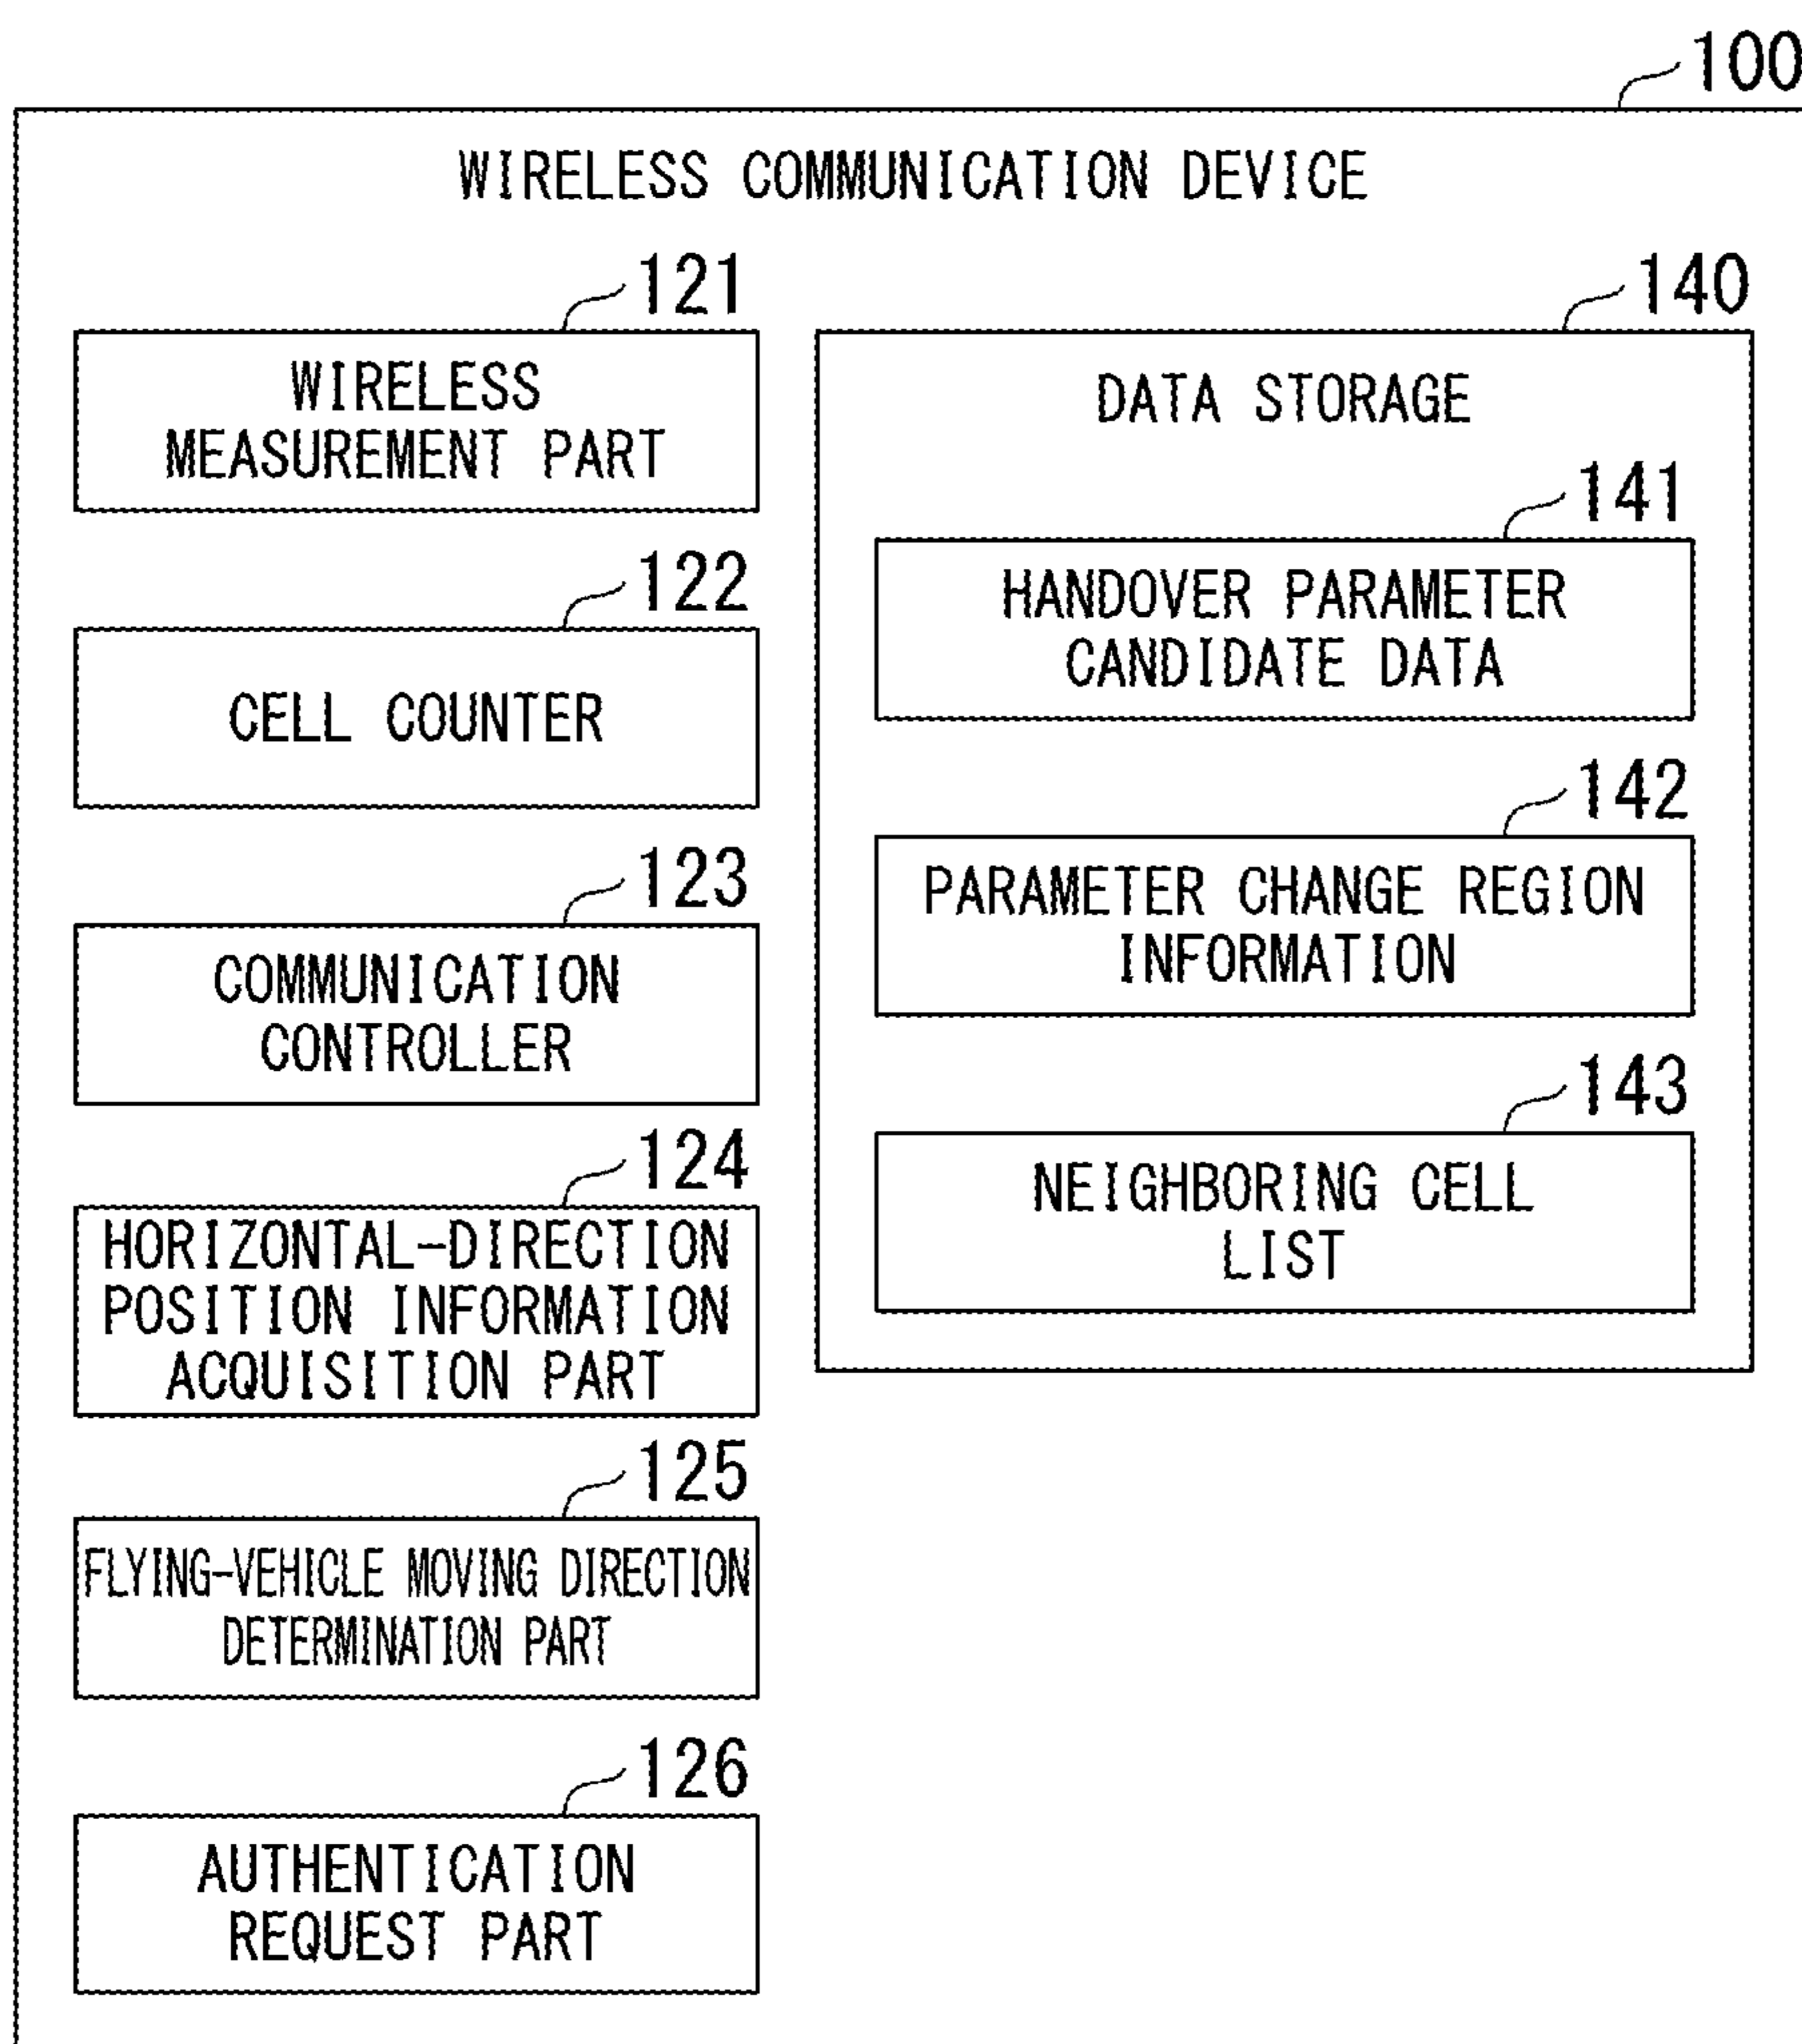 100
WIRELESS COMMUNICATION DEVICE
121
WIRELESS
MEASUREMENT PART
122
CELL COUNTER
123
COMMUNICATION
CONTROLLER
124
HORIZONTAL-DIRECTION
POSITION INFORMATION
ACQUISITION PART
125
FLYING-VEHICLE MOVING DIRECTION
DETERMINATION PART
126
AUTHENTICATION
REQUEST PART
140
DATA STORAGE
141
HANDOVER PARAMETER
CANDIDATE DATA
142
PARAMETER CHANGE REGION
INFORMATION
143
NEIGHBORING CELL
LIST